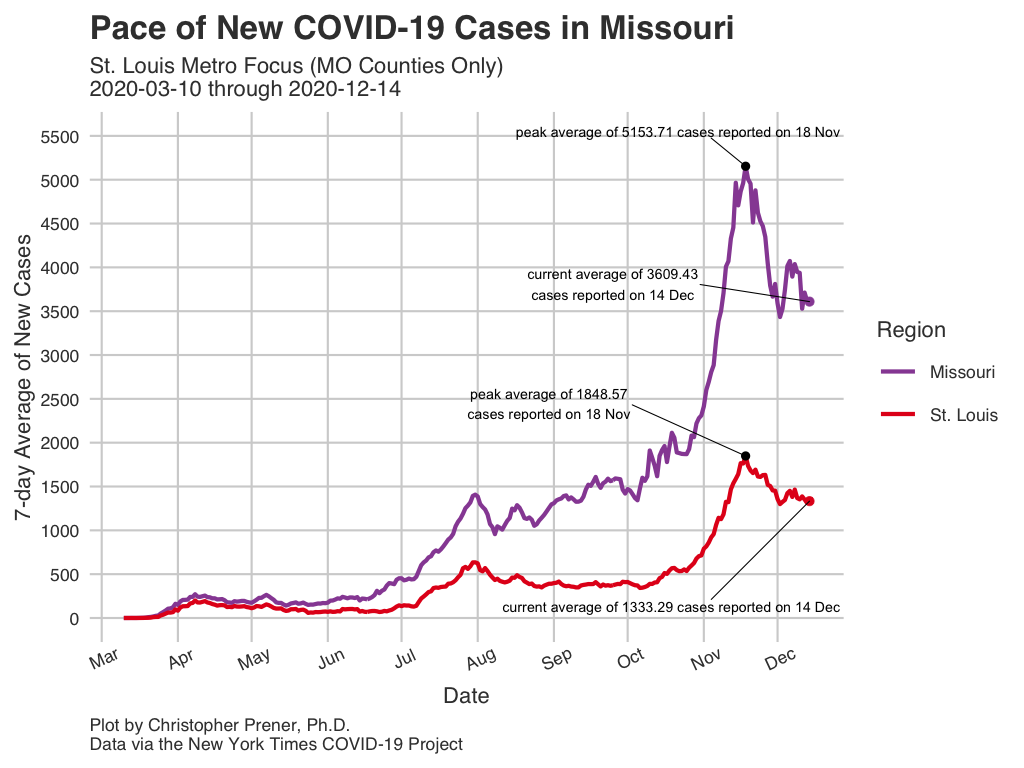 Pace of New COVID-19 Cases in Missouri
St. Louis Metro Focus (MO Counties Only)
2020-03-10 through 2020-12-14
7-day Average of New Cases
5500
5000
4500
4000
3500
3000
2500
2000
1500
1000
500
0
peak average of 5153.71 cases reported on 18 Nov
current average of 3609.43
cases reported on 14 Dec
peak average of 1848.57
cases reported on 18 Nov
current average of 1333.29 cases reported on 14 Dec
Region
Missouri
St. Louis
Mar
Apr
May
Jun
Jul
Aug
Sep
Oct
Nov
Dec
Date
Plot by Christopher Prener, Ph.D.
Data via the New York Times COVID-19 Project